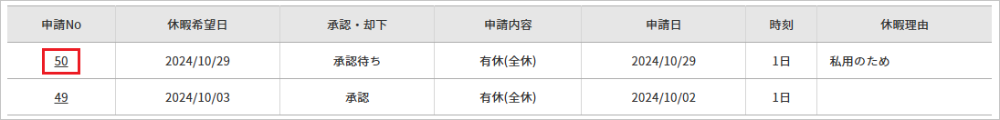 申請No 休暇希望日 承認・却下 申請内容 申請日 時刻 休暇理由
50 2024/10/29 承認待ち 有休(全休) 2024/10/29 1日 私用のため
49 2024/10/03 承認 有休(全休) 2024/10/02 1日